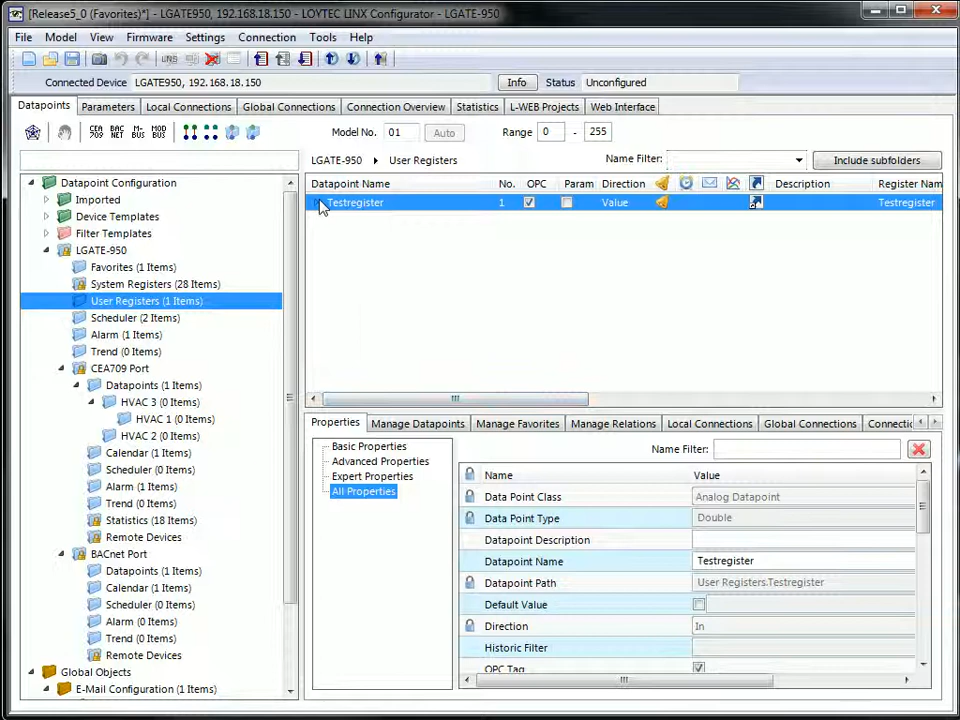 [Release5_0 (Favorites)*] - LGATE950, 192.168.18.150 - LOYTEC LINX Configurator - LGATE-950
File Model View Firmware Settings Connection Tools Help
LNS
Connected Device LGATE950, 192.168.18.150 Info Status Unconfigured
Datapoints Parameters Local Connections Global Connections Connection Overview Statistics L-WEB Projects Web Interface
CEA 709 BAC NET M-BUS MOD BUS Model No. 01 Auto Range 0 - 255
LGATE-950 User Registers Name Filter: Include subfolders
Datapoint Name No. OPC Param Direction Description Register Nam
Testregister 1 Value Testregister
Datapoint Configuration
Imported
Device Templates
Filter Templates
LGATE-950
Favorites (1 Items)
System Registers (28 Items)
User Registers (1 Items)
Scheduler (2 Items)
Alarm (1 Items)
Trend (0 Items)
CEA709 Port
Datapoints (1 Items)
HVAC 3 (0 Items)
HVAC 1 (0 Items)
HVAC 2 (0 Items)
Calendar (1 Items)
Scheduler (0 Items)
Alarm (1 Items)
Trend (0 Items)
Statistics (18 Items)
Remote Devices
BACnet Port
Datapoints (1 Items)
Calendar (1 Items)
Scheduler (0 Items)
Alarm (0 Items)
Trend (0 Items)
Remote Devices
Global Objects
E-Mail Configuration (1 Items)
Properties Manage Datapoints Manage Favorites Manage Relations Local Connections Global Connections Connectic
Basic Properties
Advanced Properties
Expert Properties
All Properties
Name Filter:
Name Value
Data Point Class Analog Datapoint
Data Point Type Double
Datapoint Description
Datapoint Name Testregister
Datapoint Path User Registers.Testregister
Default Value
Direction In
Historic Filter
OPC Tag